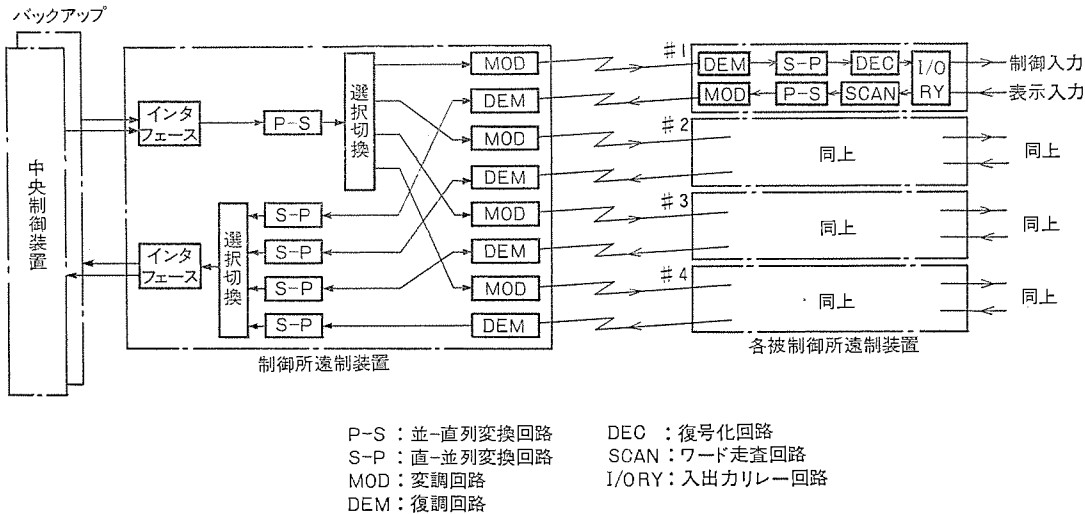 バックアップ
中央制御装置
インタ
フェース
P-S
選択切換
MOD
DEM
MOD
DEM
MOD
DEM
MOD
DEM
S-P
S-P
S-P
S-P
選択切換
インタ
フェース
制御所遠制装置
#1
DEM
S-P
DEC
I/O
RY
MOD
P-S
SCAN
制御入力
表示入力
#2
同上
同上
#3
同上
同上
#4
同上
同上
各被制御所遠制装置
P-S：並-直列変換回路
S-P：直-並列変換回路
MOD：変調回路
DEM：復調回路
DEC：復号化回路
SCAN：ワード走査回路
I/ORY：入出力リレー回路